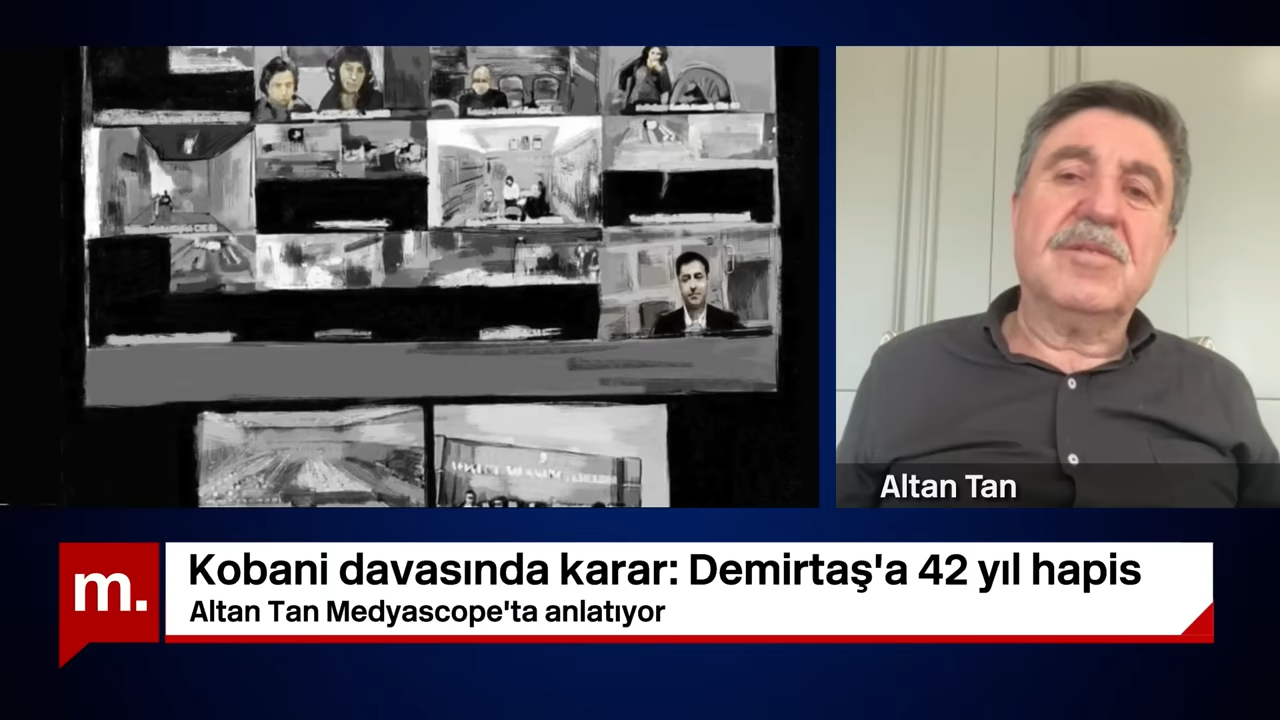 Altan Tan
m.
Kobani davasında karar: Demirtaş'a 42 yıl hapis
Altan Tan Medyascope'ta anlatıyor